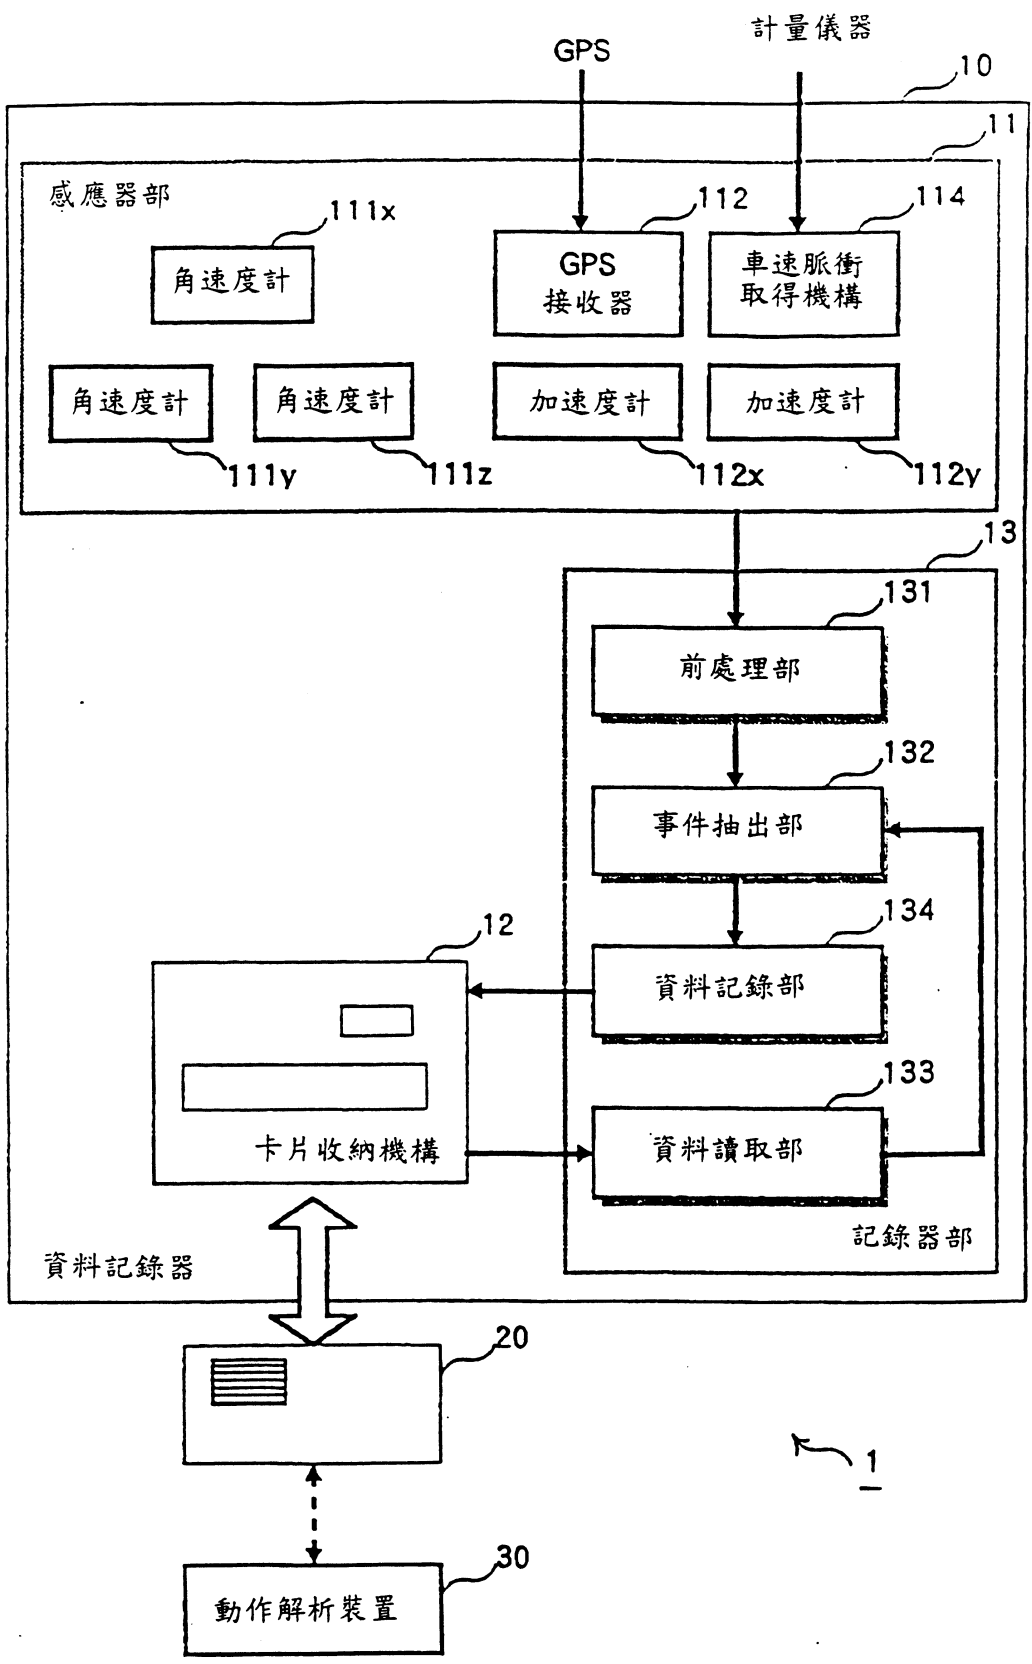 GPS
計量儀器
10
11
感應器部
111x
112
114
角速度計
GPS
接收器
車速脈衝
取得機構
角速度計
角速度計
加速度計
加速度計
111y
111z
112x
112y
13
131
前處理部
132
事件抽出部
134
12
資料記錄部
133
卡片收納機構
資料讀取部
記錄器部
資料記錄器
20
1
30
動作解析裝置